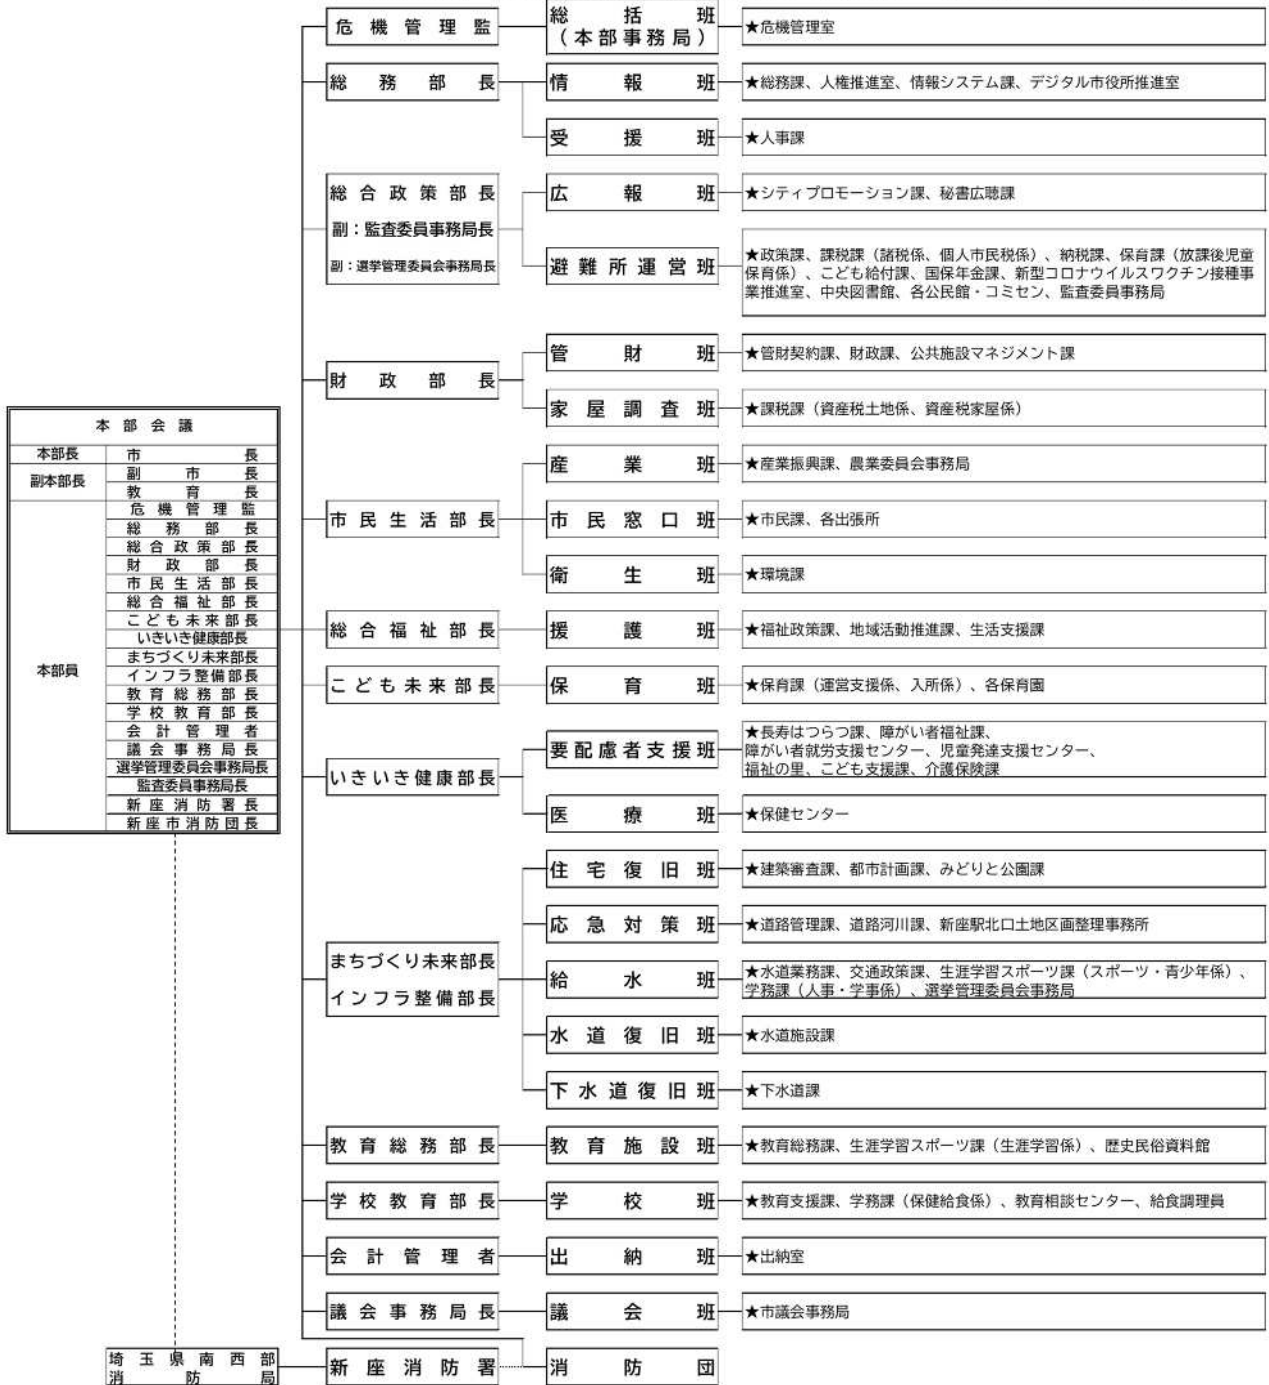 本部会議
本部長 市長
副本部長 副市長
教育長
本部員 危機管理監
総務部長
総合政策部長
財政部長
市民生活部長
総合福祉部長
こども未来部長
いきいき健康部長
まちづくり未来部長
インフラ整備部長
教育総務部長
学校教育部長
会計管理者
議会事務局長
選挙管理委員会事務局長
監査委員事務局長
新座消防署長
新座市消防団長
危機管理監
総括班
(本部事務局)
★危機管理室
総務部長
情報班
★総務課、人権推進室、情報システム課、デジタル市役所推進室
受援班
★人事課
総合政策部長
副:監査委員事務局長
副:選挙管理委員会事務局長
広報班
★シティプロモーション課、秘書広聴課
避難所運営班
★政策課、課税課(諸税係、個人市民税係)、納税課、保育課(放課後児童
保育係)、こども給付課、国保年金課、新型コロナウイルスワクチン接種事
業推進室、中央図書館、各公民館・コミセン、監査委員事務局
財政部長
管財班
★管財契約課、財政課、公共施設マネジメント課
家屋調査班
★課税課(資産税土地係、資産税家屋係)
市民生活部長
産業班
★産業振興課、農業委員会事務局
市民窓口班
★市民課、各出張所
衛生班
★環境課
総合福祉部長
援護班
★福祉政策課、地域活動推進課、生活支援課
こども未来部長
保育班
★保育課(運営支援係、入所係)、各保育園
いきいき健康部長
要配慮者支援班
★長寿はつらつ課、障がい者福祉課、
障がい者就労支援センター、児童発達支援センター、
福祉の里、こども支援課、介護保険課
医療班
★保健センター
まちづくり未来部長
インフラ整備部長
住宅復旧班
★建築審査課、都市計画課、みどりと公園課
応急対策班
★道路管理課、道路河川課、新座駅北口土地区画整理事務所
給水班
★水道業務課、交通政策課、生涯学習スポーツ課(スポーツ・青少年係)、
学務課(人事・学事係)、選挙管理委員会事務局
水道復旧班
★水道施設課
下水道復旧班
★下水道課
教育総務部長
教育施設班
★教育総務課、生涯学習スポーツ課(生涯学習係)、歴史民俗資料館
学校教育部長
学校班
★教育支援課、学務課(保健給食係)、教育相談センター、給食調理員
会計管理者
出納班
★出納室
議会事務局長
議会班
★市議会事務局
埼玉県南西部
消防局
新座消防署
消防団